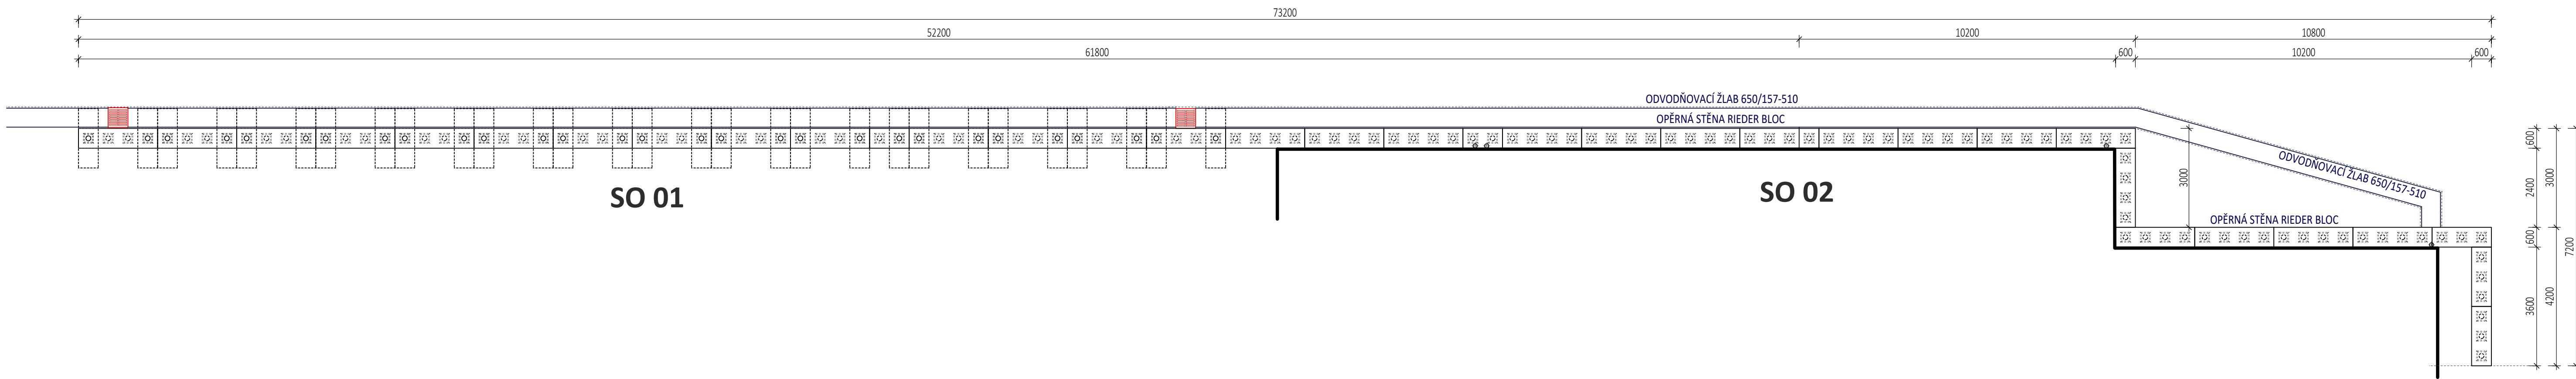 73200
52200
10200
10800
61800
600
10200
600
ODVODŇOVACÍ ŽLAB 650/157-510
OPĚRNÁ STĚNA RIEDER BLOC
ODVODŇOVACÍ ŽLAB 650/157-510
OPĚRNÁ STĚNA RIEDER BLOC
SO 01
SO 02
3000
600
2400
3000
600
7200
3600
4200